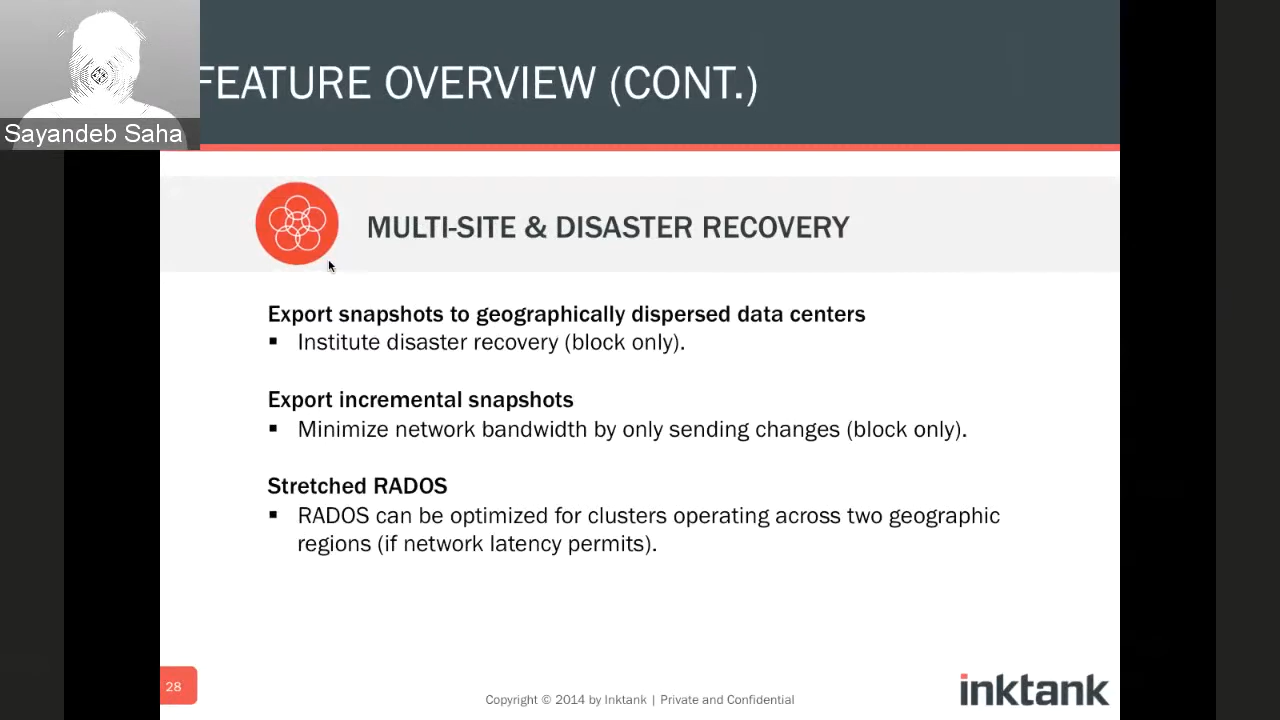 FEATURE OVERVIEW (CONT.)
Sayandeb Saha
MULTI-SITE & DISASTER RECOVERY
Export snapshots to geographically dispersed data centers
▪ Institute disaster recovery (block only).
Export incremental snapshots
▪ Minimize network bandwidth by only sending changes (block only).
Stretched RADOS
▪ RADOS can be optimized for clusters operating across two geographic
regions (if network latency permits).
28
Copyright © 2014 by Inktank | Private and Confidential
inktank